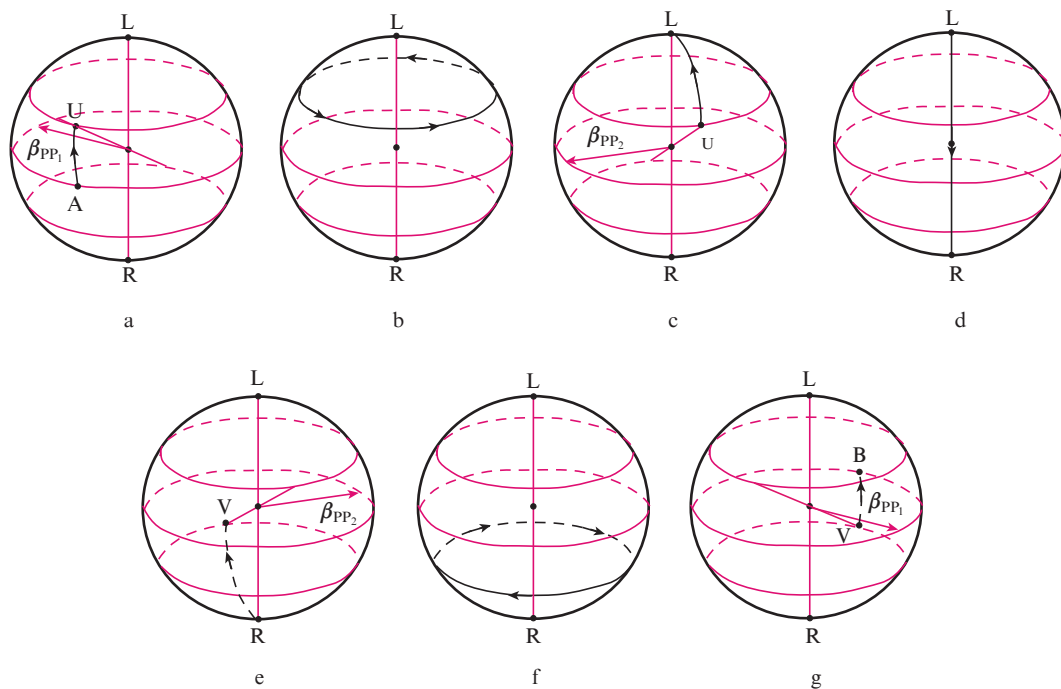 L L L L
U
β_PP₁
A
β_PP₂
U
R R R R
a b c d
L L L
V
β_PP₂
B
β_PP₁
V
R R R
e f g